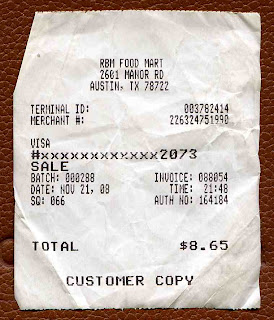 RBM FOOD MART
2601 MANOR RD
AUSTIN, TX 78722
TERMINAL ID: 003782414
MERCHANT #: 226324751990
VISA
#xxxxxxxxxxxx2073
SALE
BATCH: 000288 INVOICE: 088054
DATE: NOV 21, 08 TIME: 21:48
SQ: 066 AUTH NO: 164184
TOTAL $8.65
CUSTOMER COPY